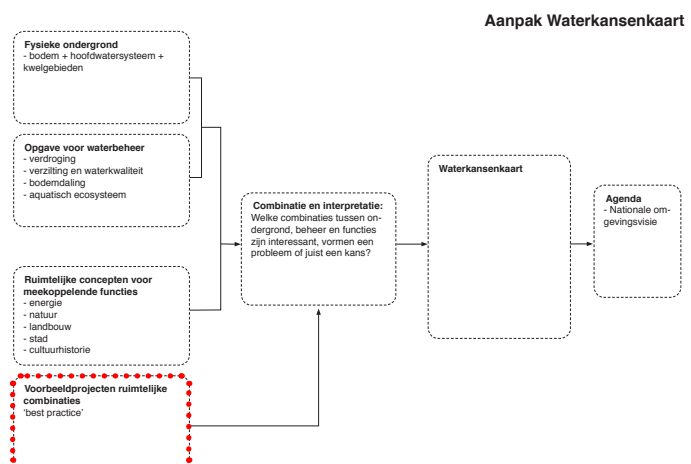 Aanpak Waterkansenkaart
Fysieke ondergrond
- bodem + hoofdwatersysteem +
kwelgebieden
Opgave voor waterbeheer
- verdroging
- verzilting en waterkwaliteit
- bodemdaling
- aquatisch ecosysteem
Ruimtelijke concepten voor
meekoppelende functies
- energie
- natuur
- landbouw
- stad
- cultuurhistorie
Voorbeeldprojecten ruimtelijke
combinaties
‘best practice’
Combinatie en interpretatie:
Welke combinaties tussen on-
dergrond, beheer en functies
zijn interessant, vormen een
probleem of juist een kans?
Waterkansenkaart
Agenda
- Nationale om-
gevingsvisie